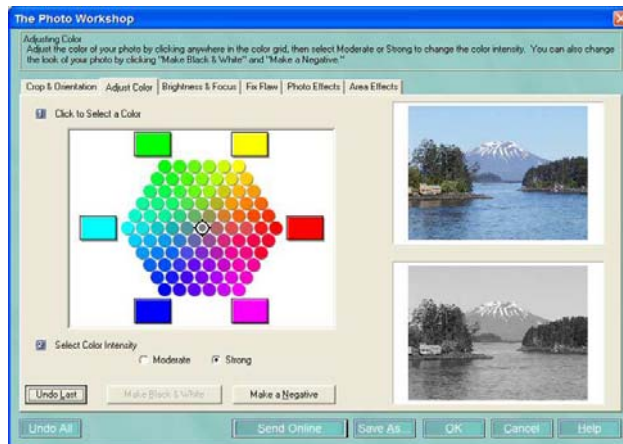 The Photo Workshop
Adjusting Color
Adjust the color of your photo by clicking anywhere in the color grid, then select Moderate or Strong to change the color intensity. You can also change
the look of your photo by clicking "Make Black & White" and "Make a Negative."
Crop & Orientation Adjust Color Brightness & Focus Fix Flaw Photo Effects Area Effects
1 Click to Select a Color
2 Select Color Intensity
Moderate Strong
Undo Last Make Black & White Make a Negative
Undo All Send Online Save As... OK Cancel Help